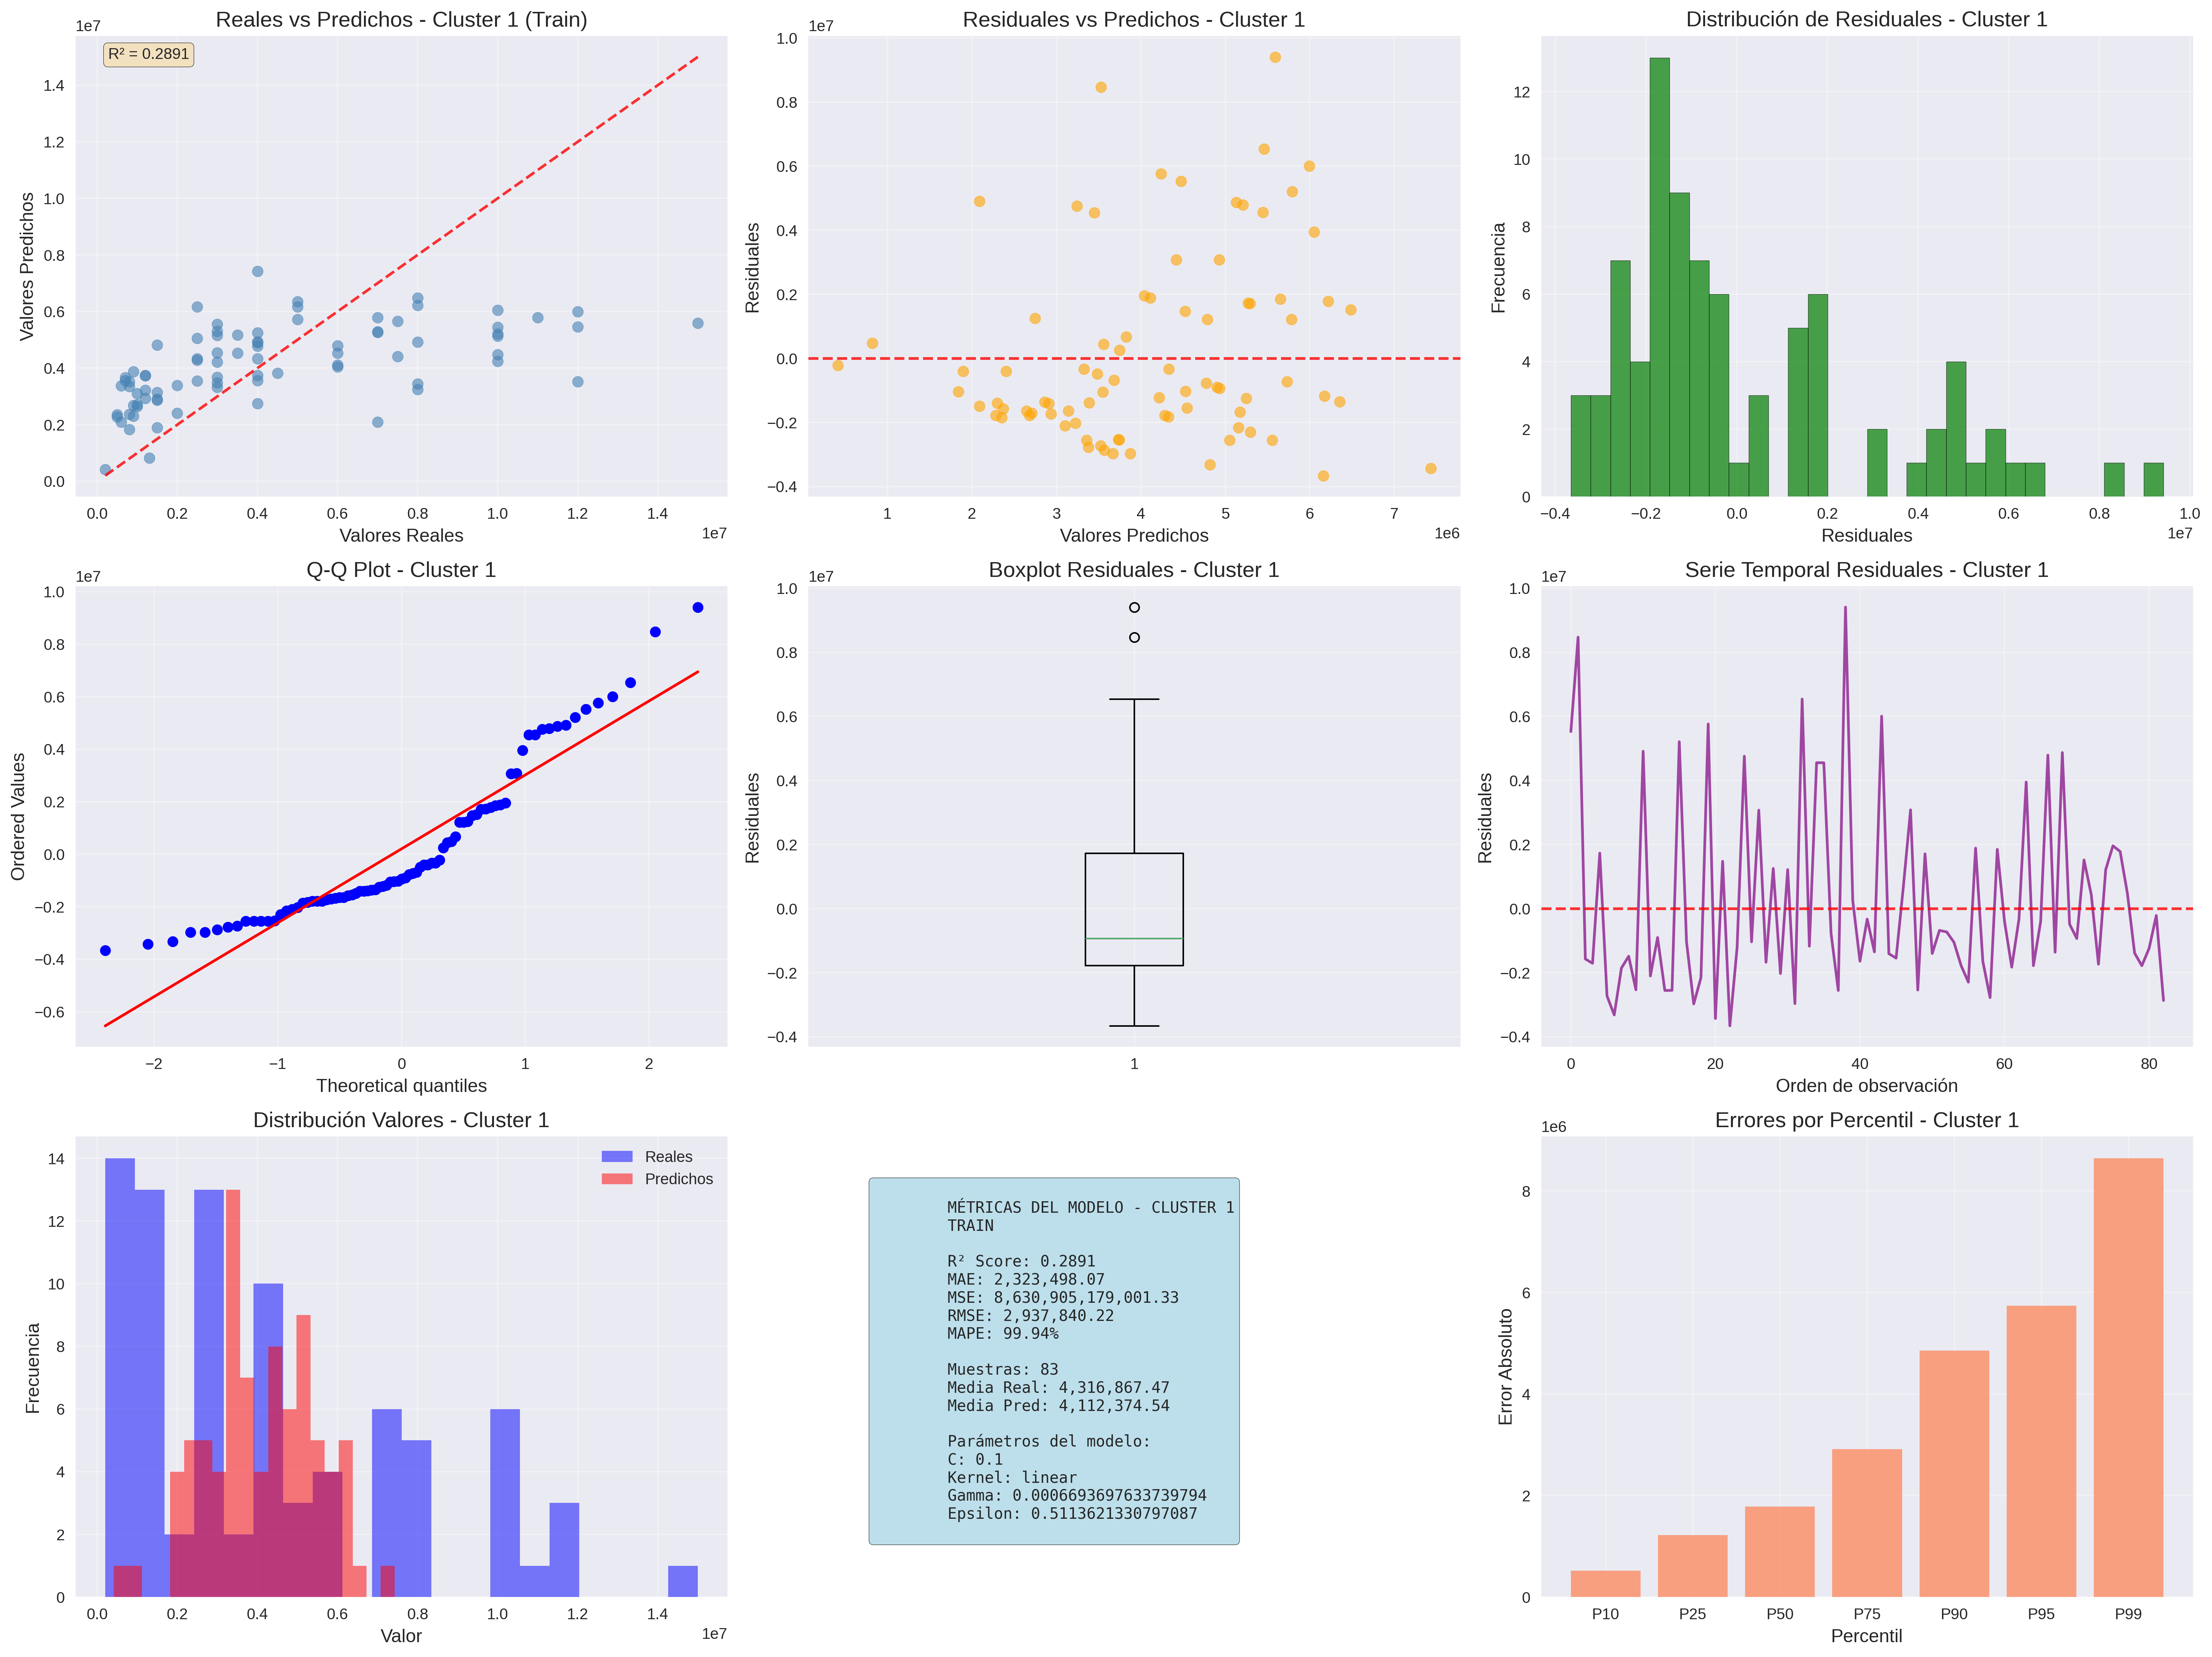 Reales vs Predichos - Cluster 1 (Train)
1e7
R² = 0.2891
1.4
1.2
1.0
0.8
0.6
0.4
0.2
0.0
Valores Predichos
0.0 0.2 0.4 0.6 0.8 1.0 1.2 1.4
1e7
Valores Reales
Residuales vs Predichos - Cluster 1
1e7
1.0
0.8
0.6
0.4
0.2
0.0
−0.2
−0.4
Residuales
1 2 3 4 5 6 7
1e6
Valores Predichos
Distribución de Residuales - Cluster 1
12
10
8
6
4
2
0
Frecuencia
−0.4 −0.2 0.0 0.2 0.4 0.6 0.8 1.0
1e7
Residuales
Q-Q Plot - Cluster 1
1e7
1.0
0.8
0.6
0.4
0.2
0.0
−0.2
−0.4
−0.6
Ordered Values
−2 −1 0 1 2
Theoretical quantiles
Boxplot Residuales - Cluster 1
1e7
1.0
0.8
0.6
0.4
0.2
0.0
−0.2
−0.4
Residuales
1
Serie Temporal Residuales - Cluster 1
1e7
1.0
0.8
0.6
0.4
0.2
0.0
−0.2
−0.4
Residuales
0 20 40 60 80
Orden de observación
Distribución Valores - Cluster 1
Reales
Predichos
14
12
10
8
6
4
2
0
Frecuencia
0.0 0.2 0.4 0.6 0.8 1.0 1.2 1.4
1e7
Valor
MÉTRICAS DEL MODELO - CLUSTER 1
TRAIN
R² Score: 0.2891
MAE: 2,323,498.07
MSE: 8,630,905,179,001.33
RMSE: 2,937,840.22
MAPE: 99.94%
Muestras: 83
Media Real: 4,316,867.47
Media Pred: 4,112,374.54
Parámetros del modelo:
C: 0.1
Kernel: linear
Gamma: 0.0006693697633739794
Epsilon: 0.5113621330797087
Errores por Percentil - Cluster 1
1e6
8
6
4
2
0
Error Absoluto
P10 P25 P50 P75 P90 P95 P99
Percentil